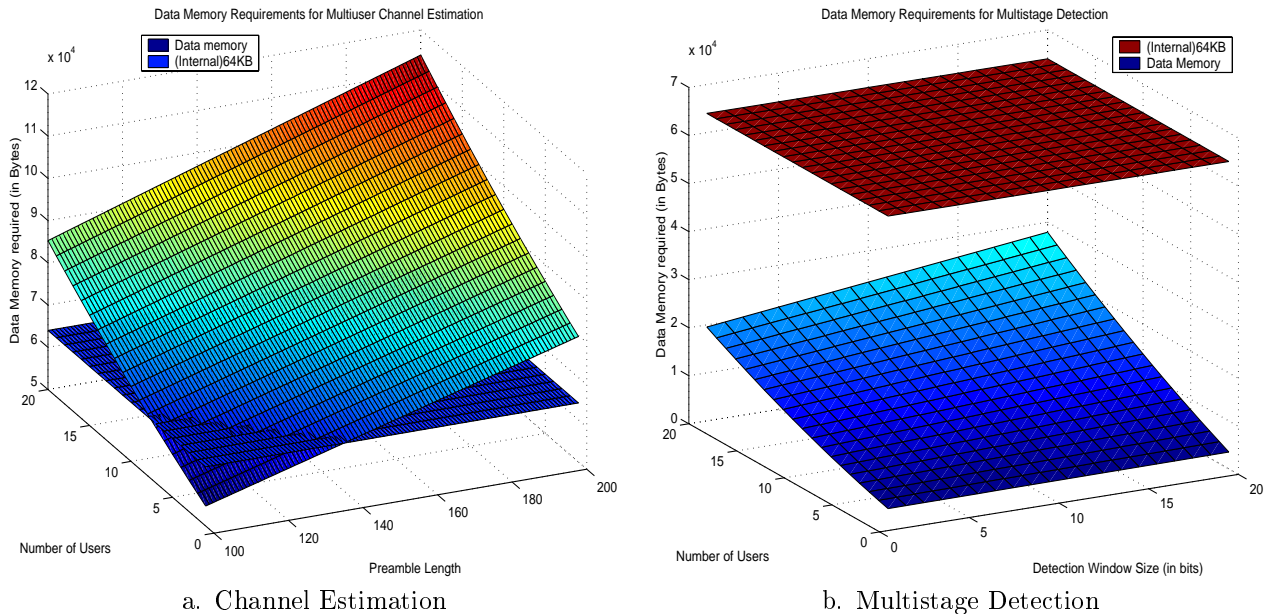 Data Memory Requirements for Multiuser Channel Estimation
Data memory
(Internal)64KB
x 10^4
12
11
10
9
8
7
6
5
Data Memory required (in Bytes)
20
15
10
5
0
Number of Users
100
120
140
160
180
200
Preamble Length
a. Channel Estimation
Data Memory Requirements for Multistage Detection
(Internal)64KB
Data Memory
x 10^4
7
6
5
4
3
2
1
0
Data Memory required (in Bytes)
20
15
10
5
0
Number of Users
0
5
10
15
20
Detection Window Size (in bits)
b. Multistage Detection